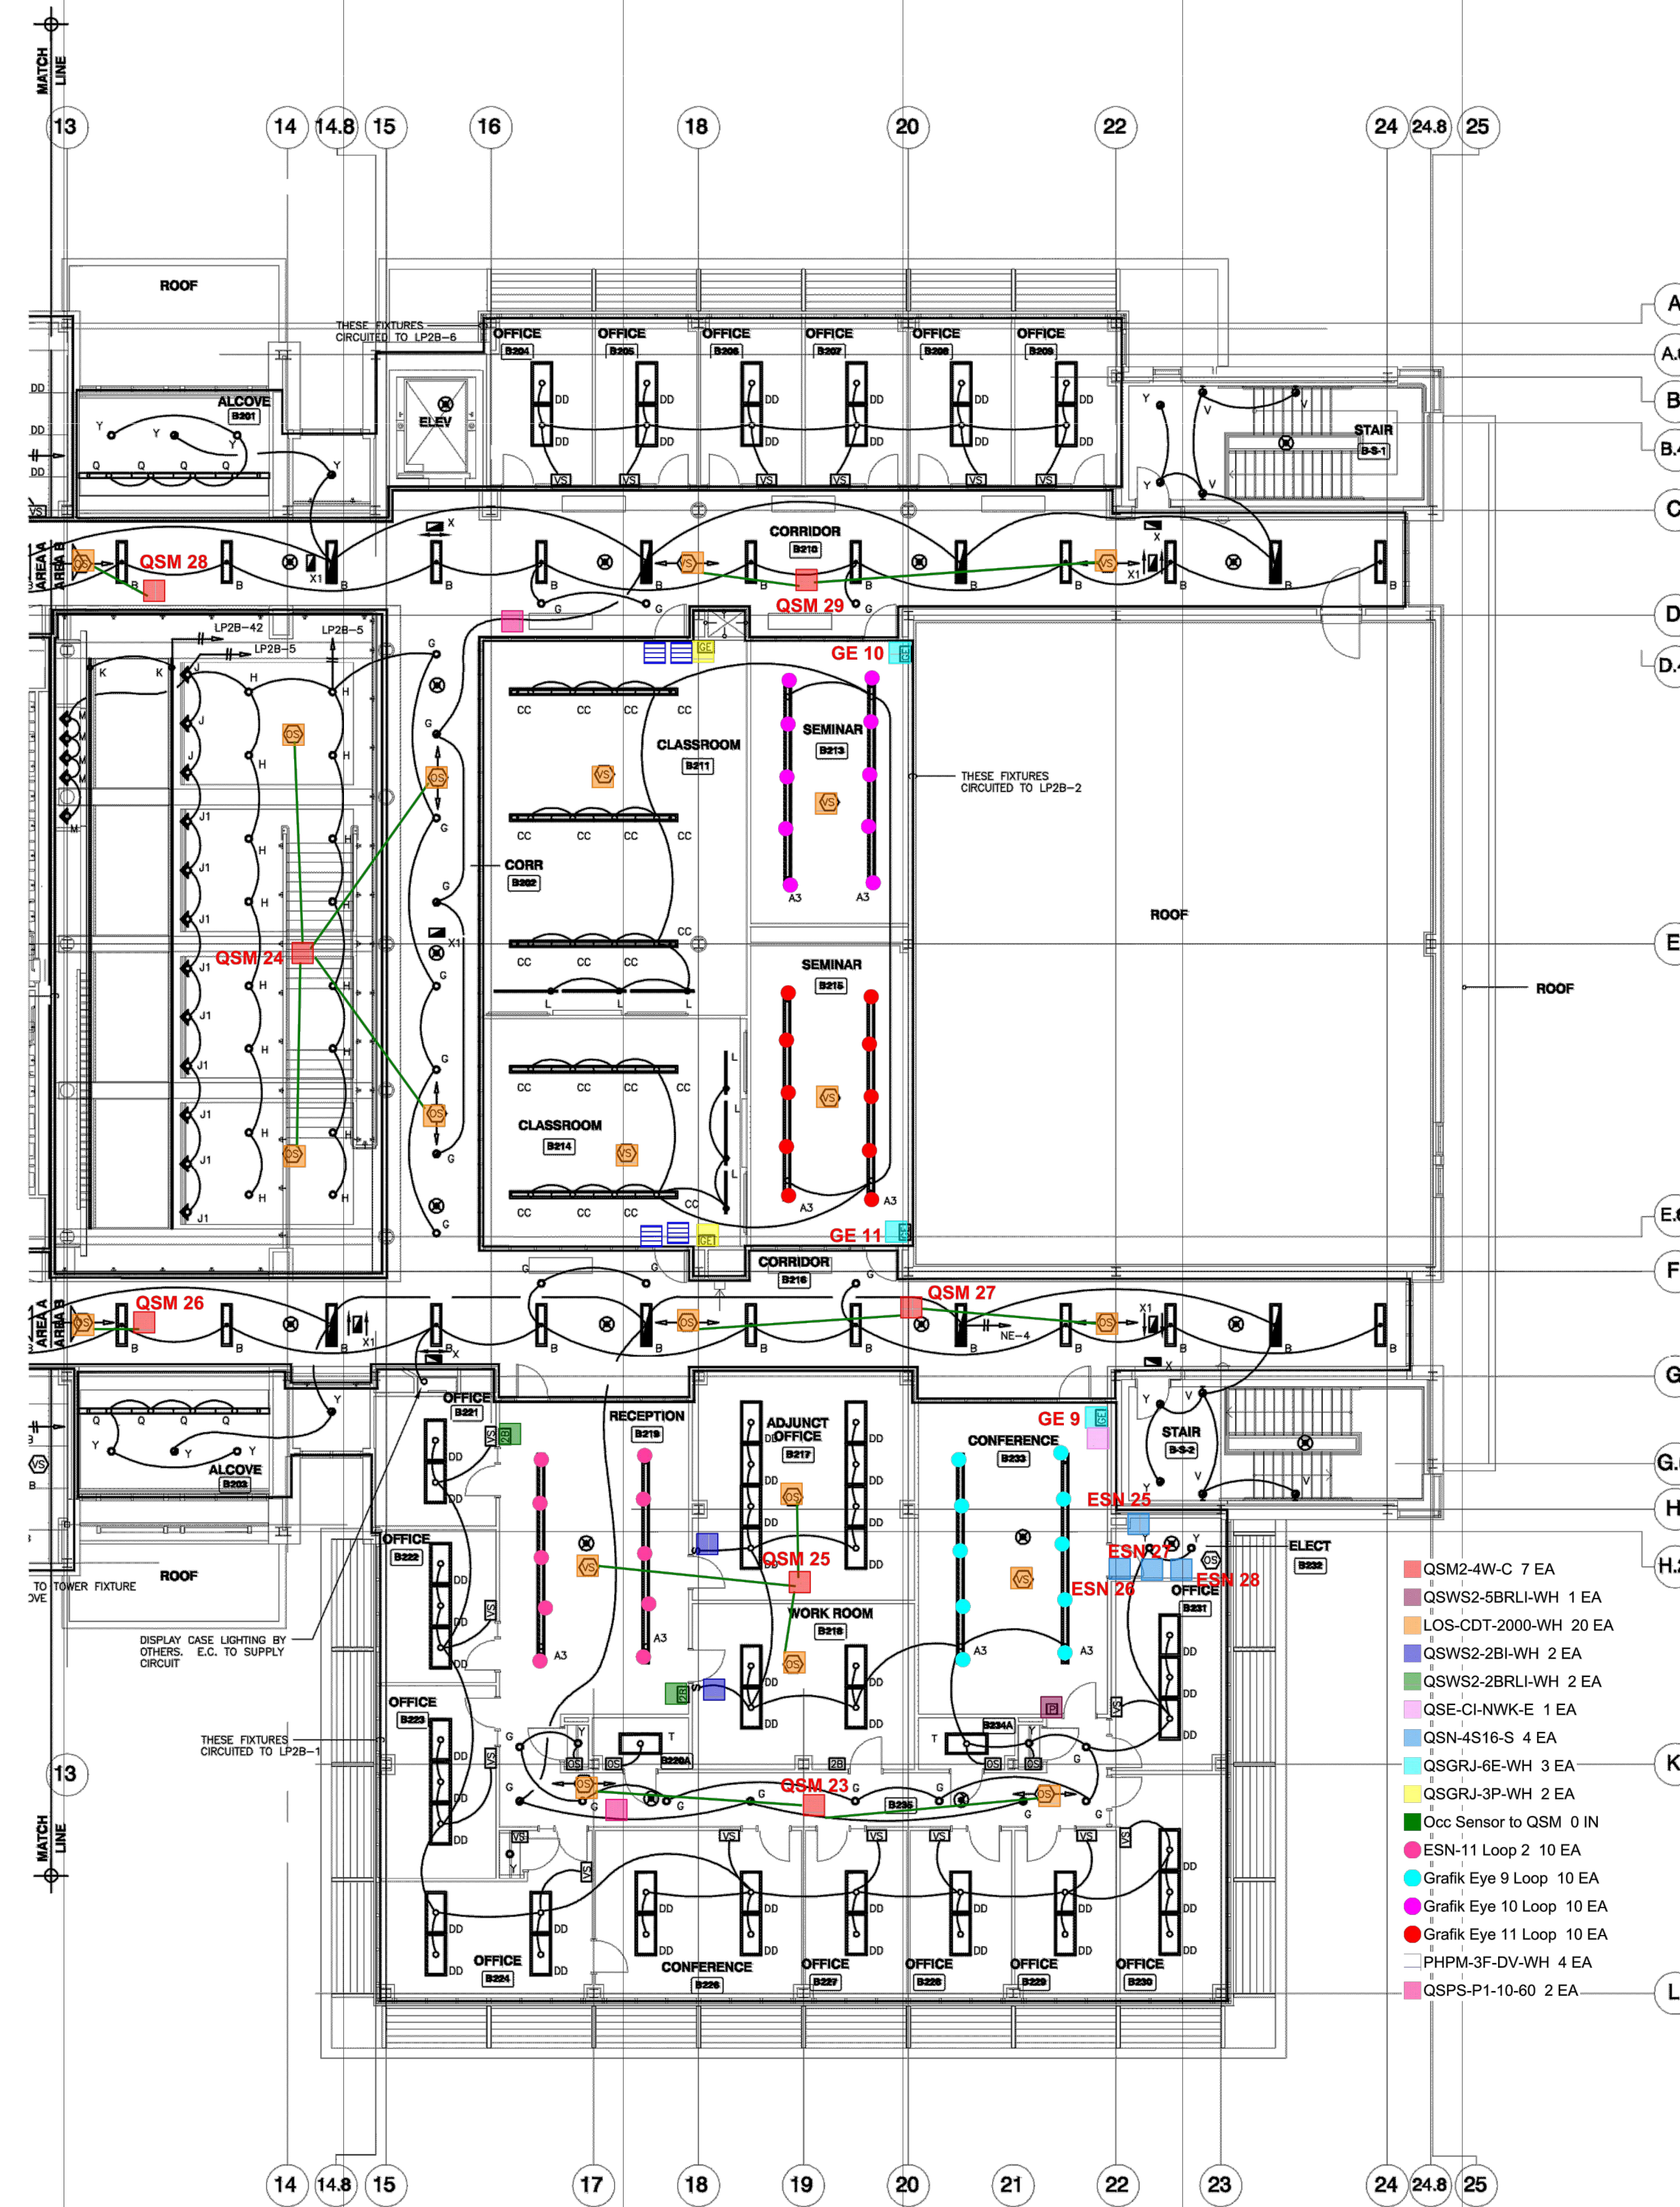 MATCH
LINE
13
14
14.8
15
16
18
20
22
24
24.8
25
A
ROOF
THESE FIXTURES
CIRCUITED TO LP2B-6
OFFICE
B204
OFFICE
B205
OFFICE
B206
OFFICE
B207
OFFICE
B208
OFFICE
B209
B
ALCOVE
B201
ELEV
STAIR
B-S-1
C
CORRIDOR
B210
AREA A
AREA B
QSM 28
QSM 29
D
LP2B-42
LP2B-5
LP2B-5
GE 10
CLASSROOM
B211
SEMINAR
B213
THESE FIXTURES
CIRCUITED TO LP2B-2
CORR
B202
ROOF
E
QSM 24
SEMINAR
B215
ROOF
CLASSROOM
B214
GE 11
CORRIDOR
B216
F
AREA A
AREA B
QSM 26
QSM 27
NE-4
G
OFFICE
B221
RECEPTION
B219
ADJUNCT
OFFICE
B217
CONFERENCE
B233
GE 9
STAIR
B-S-2
ALCOVE
B203
ESN 25
H
OFFICE
B222
QSM 25
ESN 27
ELECT
B232
ROOF
TO TOWER FIXTURE
ESN 26
ESN 28
OFFICE
B231
WORK ROOM
B218
DISPLAY CASE LIGHTING BY
OTHERS. E.C. TO SUPPLY
CIRCUIT
OFFICE
B223
THESE FIXTURES
CIRCUITED TO LP2B-1
B220A
B234A
K
13
QSM 23
B235
MATCH
LINE
OFFICE
B224
CONFERENCE
B226
OFFICE
B227
OFFICE
B228
OFFICE
B229
OFFICE
B230
QSM2-4W-C 7 EA
QSWS2-5BRLI-WH 1 EA
LOS-CDT-2000-WH 20 EA
QSWS2-2BI-WH 2 EA
QSWS2-2BRLI-WH 2 EA
QSE-CI-NWK-E 1 EA
QSN-4S16-S 4 EA
QSGRJ-6E-WH 3 EA
QSGRJ-3P-WH 2 EA
Occ Sensor to QSM 0 IN
ESN-11 Loop 2 10 EA
Grafik Eye 9 Loop 10 EA
Grafik Eye 10 Loop 10 EA
Grafik Eye 11 Loop 10 EA
PHPM-3F-DV-WH 4 EA
QSPS-P1-10-60 2 EA
L
14
14.8
15
17
18
19
20
21
22
23
24
24.8
25